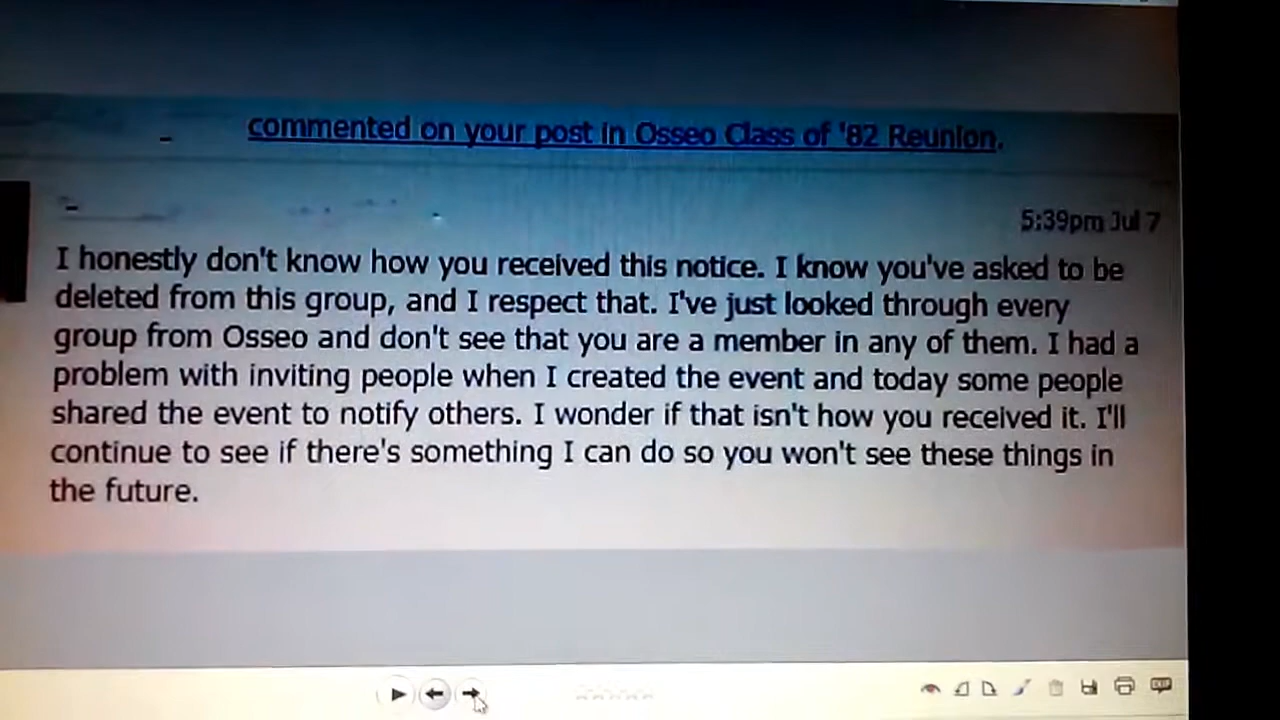 commented on your post in Osseo Class of '82 Reunion.
5:39pm Jul 7
I honestly don't know how you received this notice. I know you've asked to be
deleted from this group, and I respect that. I've just looked through every
group from Osseo and don't see that you are a member in any of them. I had a
problem with inviting people when I created the event and today some people
shared the event to notify others. I wonder if that isn't how you received it. I'll
continue to see if there's something I can do so you won't see these things in
the future.